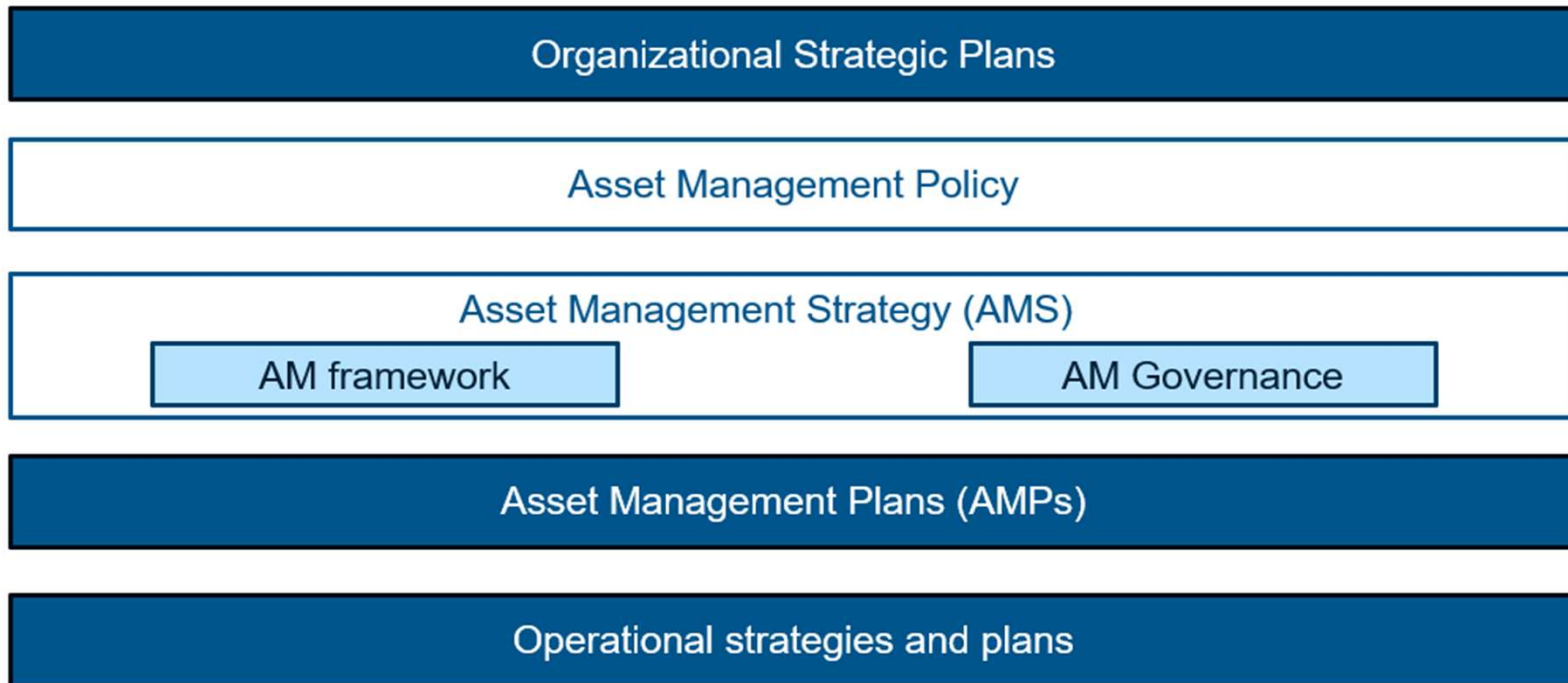 Organizational Strategic Plans
Asset Management Policy
Asset Management Strategy (AMS)
AM framework
AM Governance
Asset Management Plans (AMPs)
Operational strategies and plans